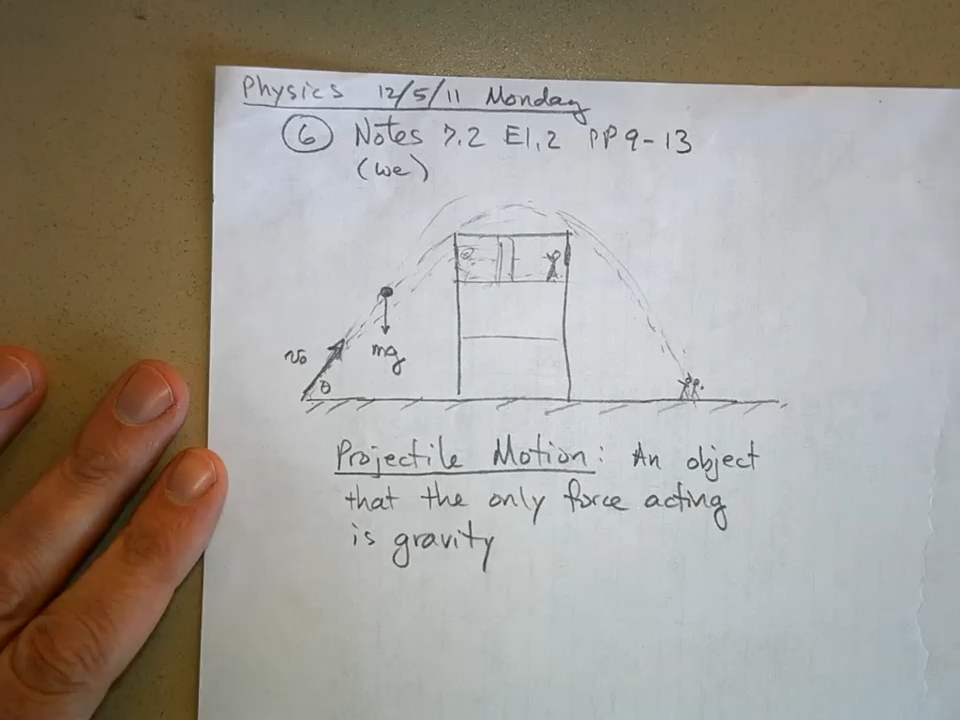 Physics 12/5/11 Monday
6 Notes 7.2 E1.2 PP 9-13
(we)
v₀
θ
mg
Projectile Motion: An object
that the only force acting
is gravity